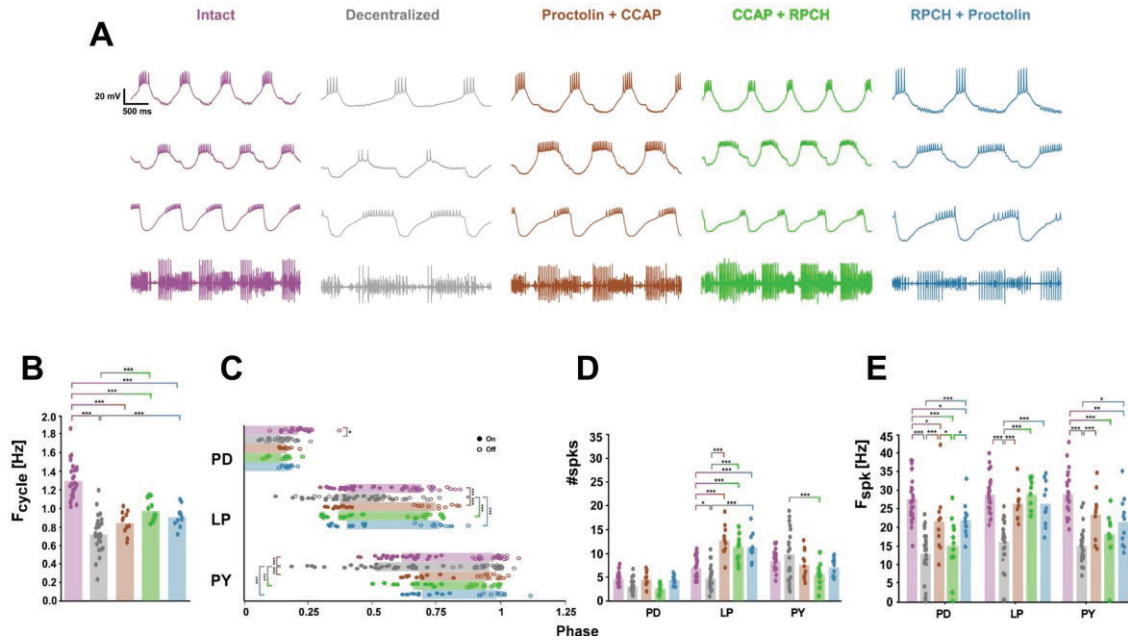 Intact Decentralized Proctolin + CCAP CCAP + RPCH RPCH + Proctolin
A
20 mV
500 ms
B C D E
*** *** *** *** *** ***
Fcycle [Hz]
2.0
1.8
1.6
1.4
1.2
1.0
0.8
0.6
0.4
0.2
0.0
PD
LP
PY
On
Off
*
***
0 0.25 0.5 0.75 1 1.25
Phase
#spks
35
30
25
20
15
10
5
0
***
*** ***
***
***
***
* ***
PD LP PY
Fspk [Hz]
45
40
35
30
25
20
15
10
5
0
***
* *** *
*** **
* *** ***
*** *** * * *** *** *** ***
PD LP PY